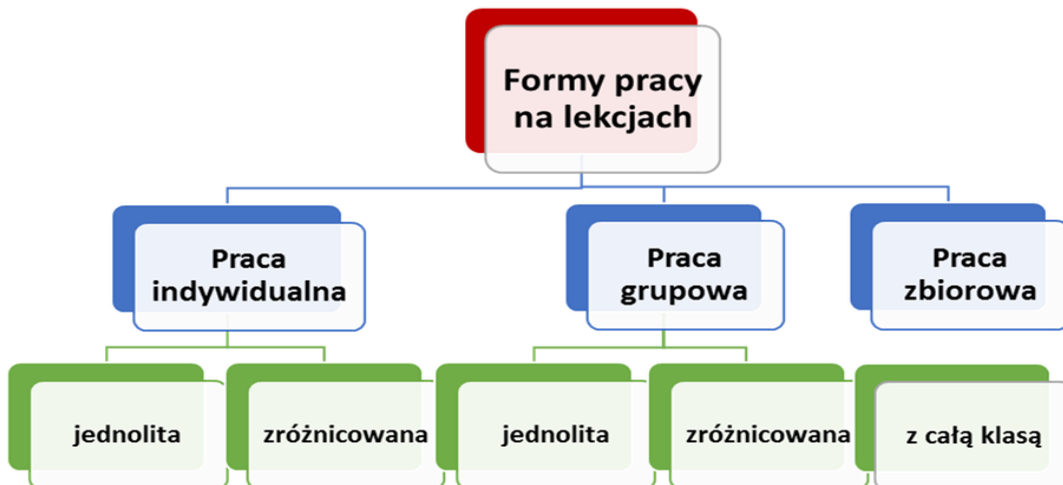 Formy pracy
na lekcjach
Praca
indywidualna
Praca
grupowa
Praca
zbiorowa
jednolita
zróżnicowana
jednolita
zróżnicowana
z całą klasą